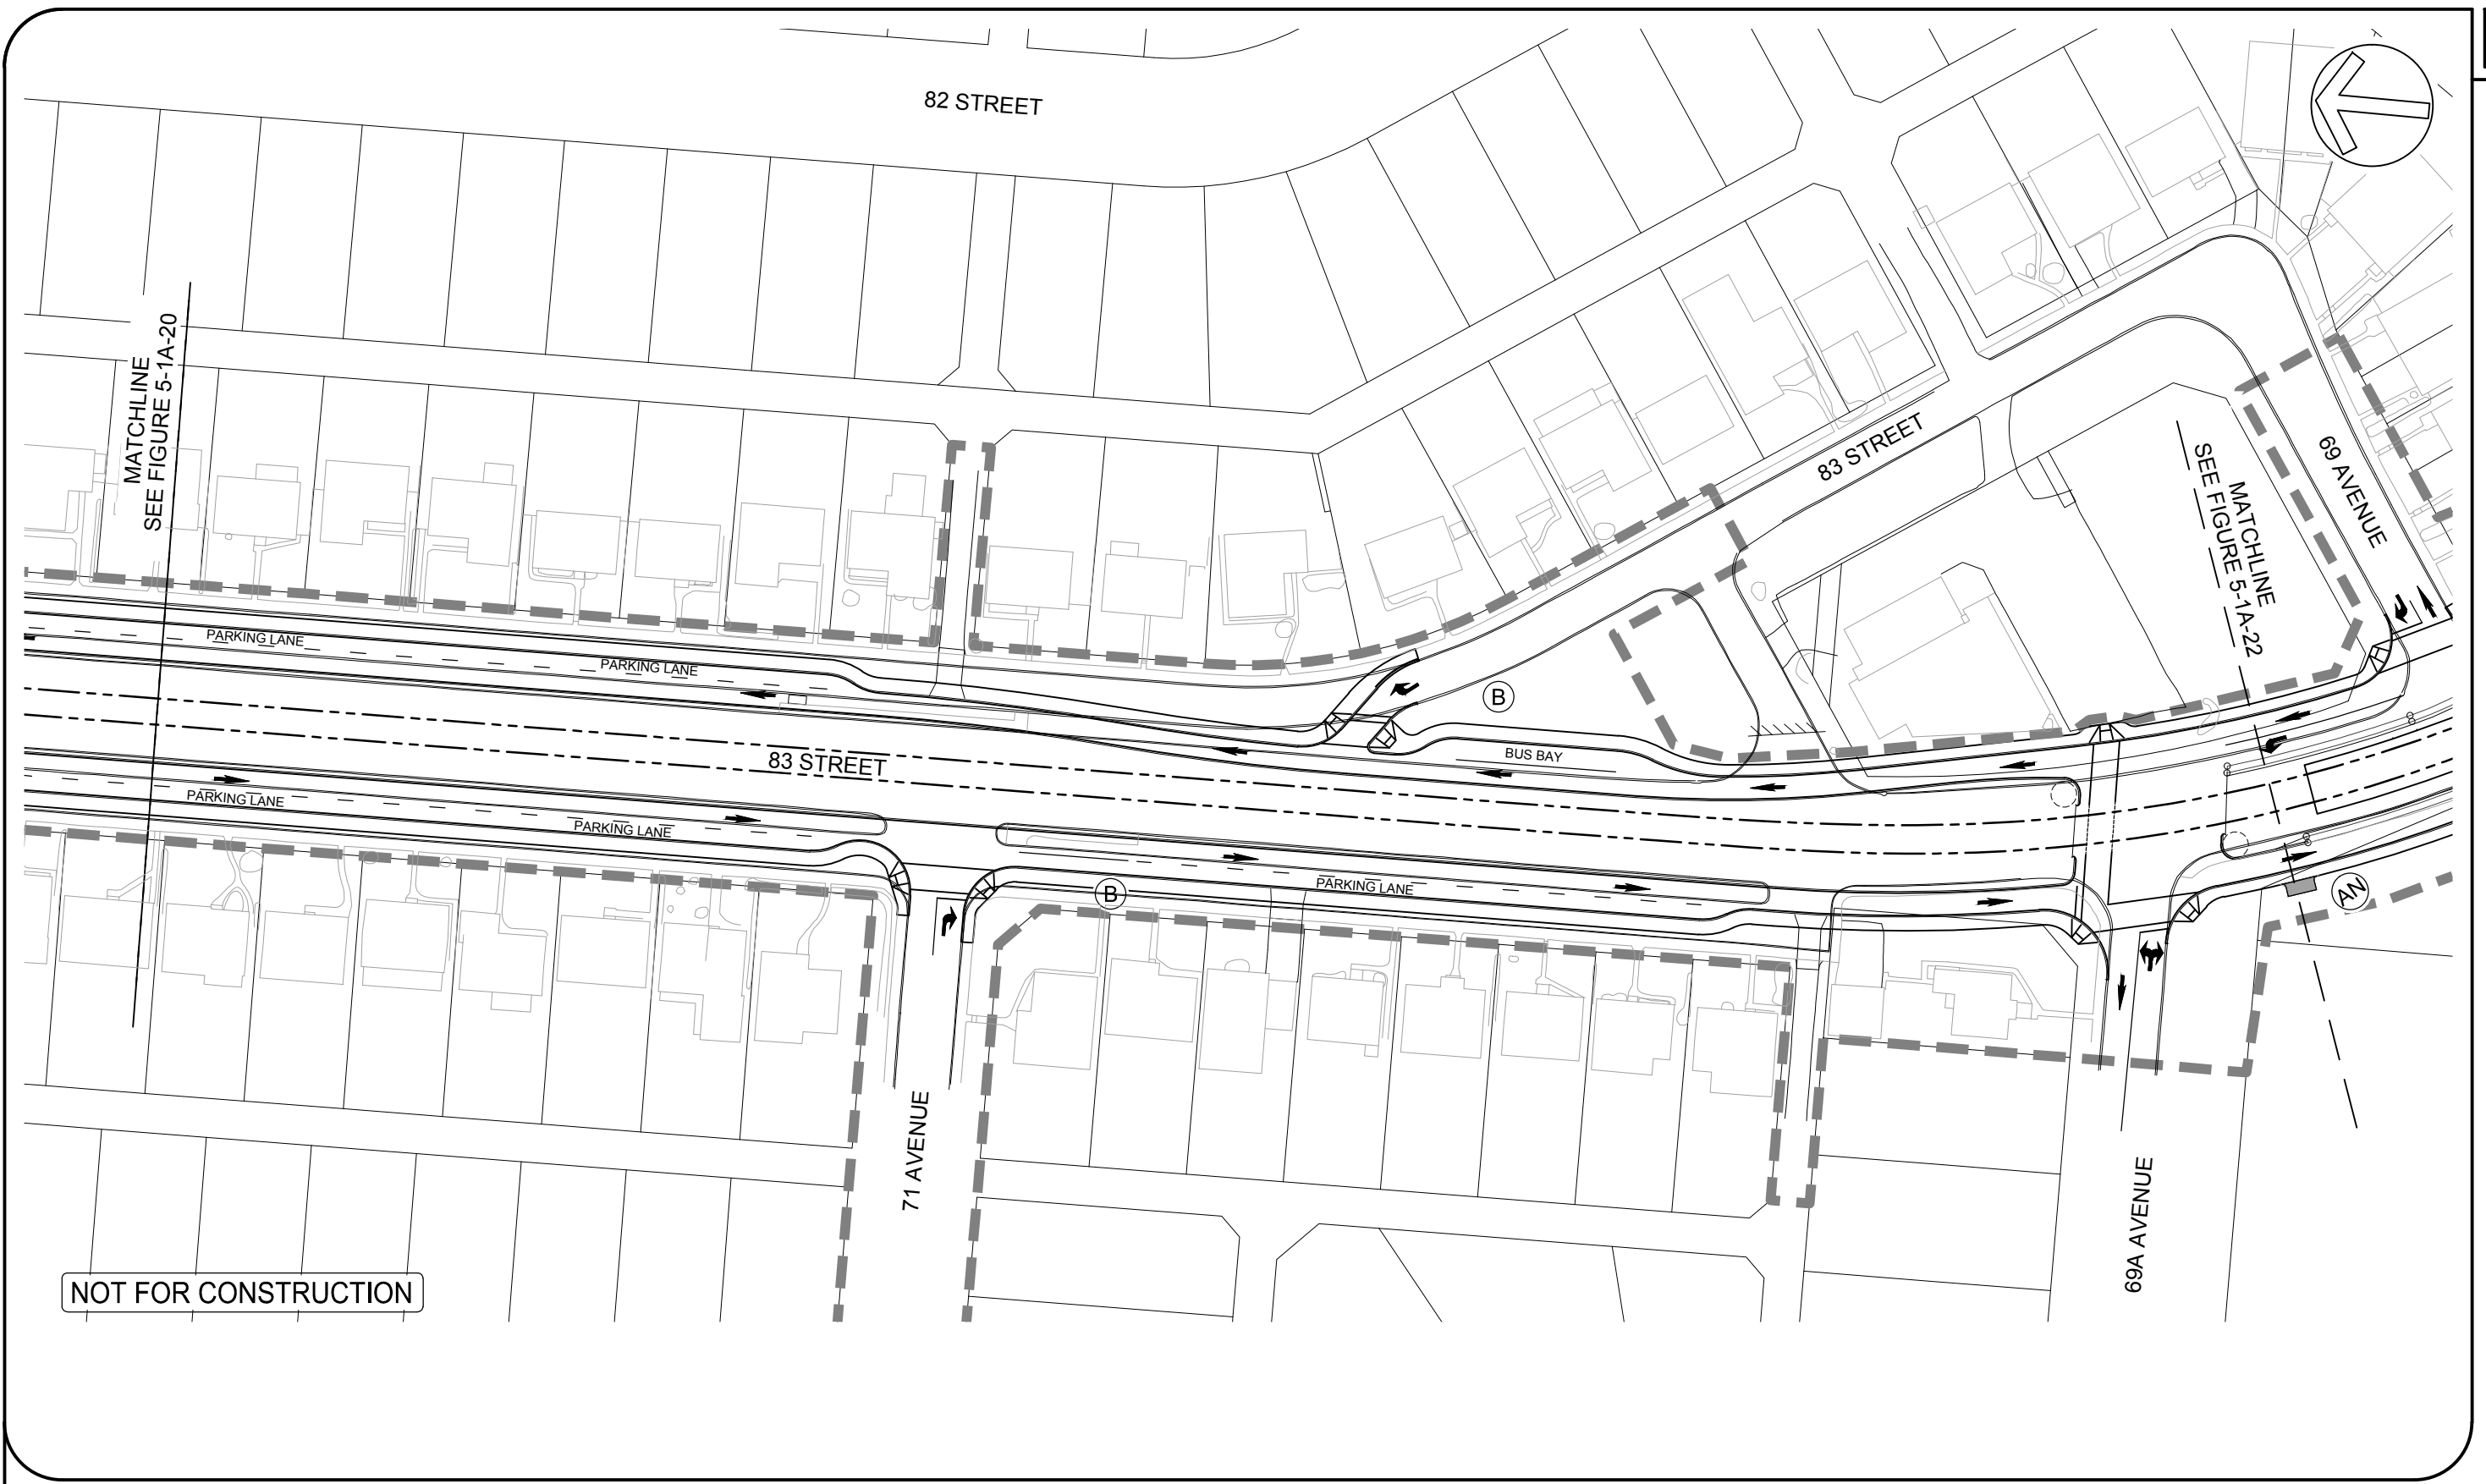 82 STREET
MATCHLINE
SEE FIGURE 5-1A-20
83 STREET
69 AVENUE
MATCHLINE
SEE FIGURE 5-1A-22
PARKING LANE
PARKING LANE
B
BUS BAY
83 STREET
PARKING LANE
PARKING LANE
B
PARKING LANE
AN
71 AVENUE
69A AVENUE
NOT FOR CONSTRUCTION